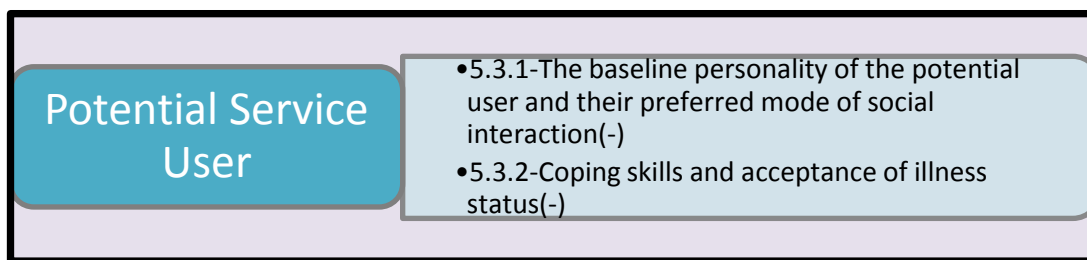 Potential Service
User
•5.3.1-The baseline personality of the potential
user and their preferred mode of social
interaction(-)
•5.3.2-Coping skills and acceptance of illness
status(-)